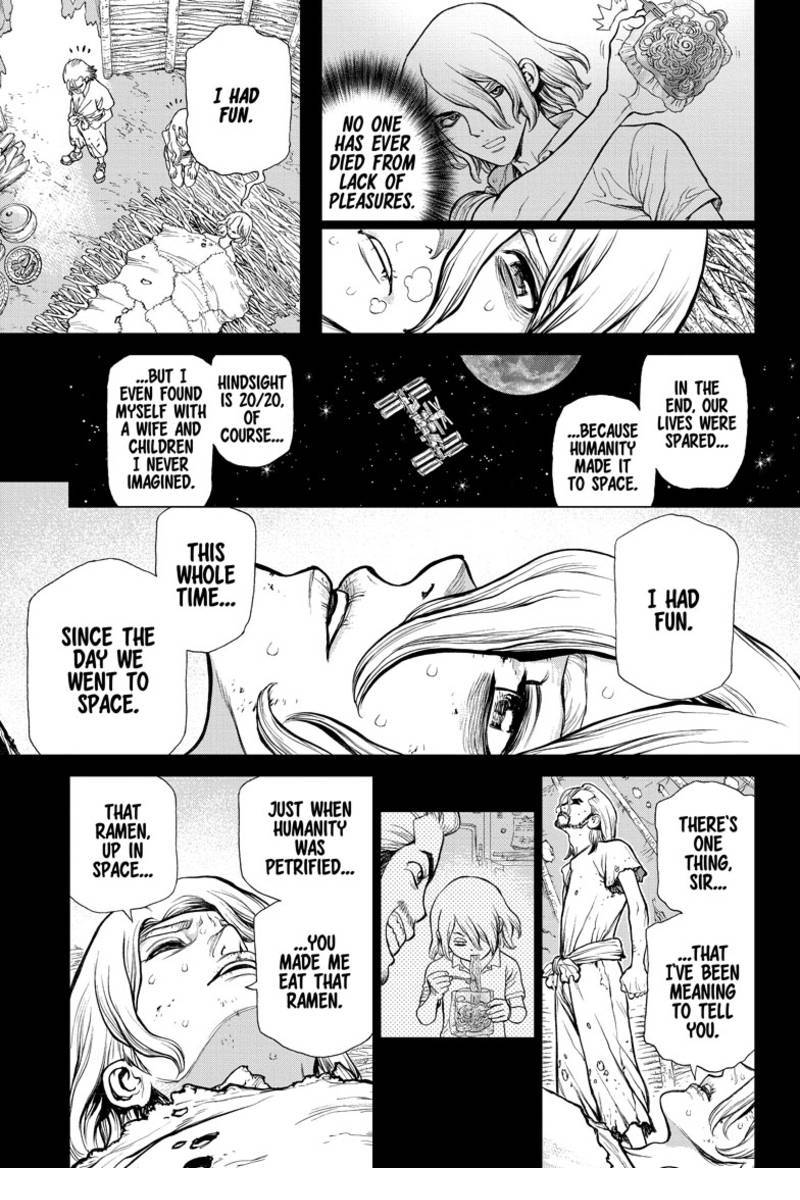 NO ONE
HAS EVER
DIED FROM
LACK OF
PLEASURES.
I HAD
FUN.
IN THE
END, OUR
LIVES WERE
SPARED...
...BECAUSE
HUMANITY
MADE IT
TO SPACE.
HINDSIGHT
IS 20/20,
OF
COURSE...
...BUT I
EVEN FOUND
MYSELF WITH
A WIFE AND
CHILDREN
I NEVER
IMAGINED.
I HAD
FUN.
THIS
WHOLE
TIME...
SINCE THE
DAY WE
WENT TO
SPACE.
THERE'S
ONE
THING,
SIR...
...THAT
I'VE BEEN
MEANING
TO TELL
YOU.
JUST WHEN
HUMANITY
WAS
PETRIFIED...
...YOU
MADE ME
EAT THAT
RAMEN.
THAT
RAMEN,
UP IN
SPACE...